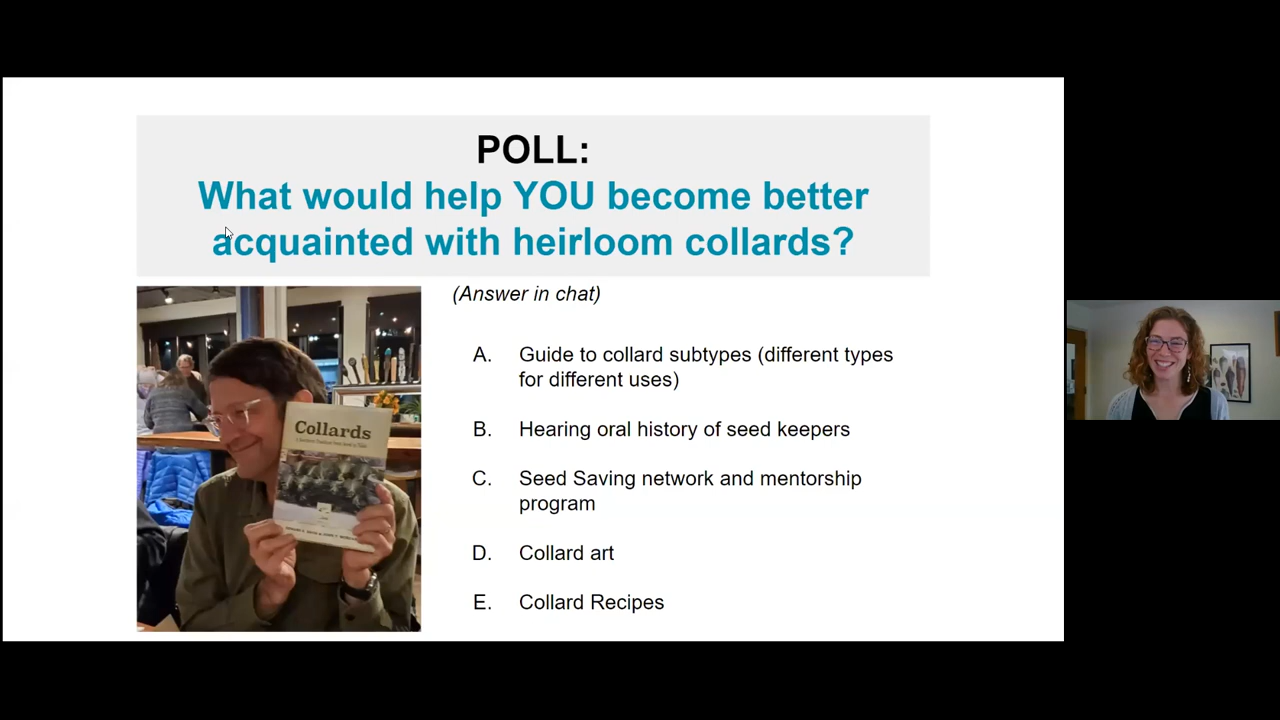 POLL:
What would help YOU become better
acquainted with heirloom collards?
(Answer in chat)
A. Guide to collard subtypes (different types
for different uses)
B. Hearing oral history of seed keepers
C. Seed Saving network and mentorship
program
D. Collard art
E. Collard Recipes
Collards